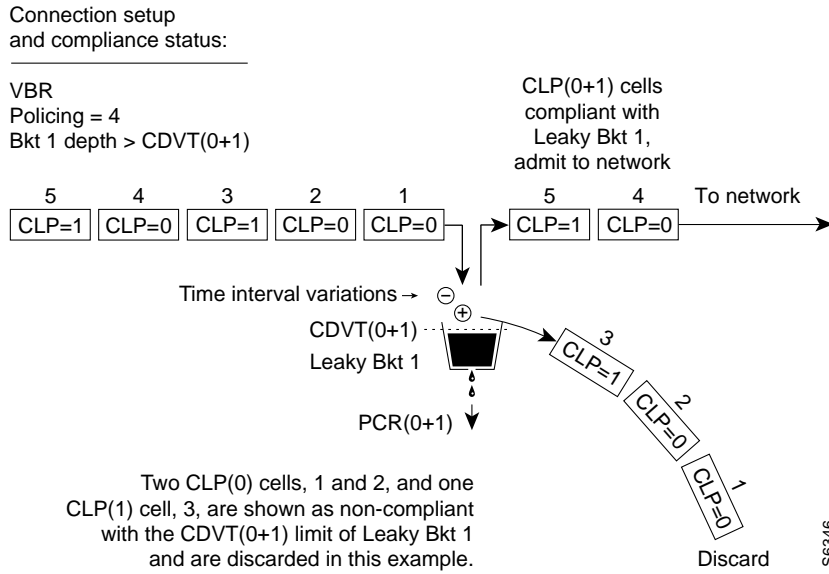 Connection setup
and compliance status:
VBR
Policing = 4
Bkt 1 depth > CDVT(0+1)
CLP(0+1) cells
compliant with
Leaky Bkt 1,
admit to network
5 4 3 2 1
CLP=1 CLP=0 CLP=1 CLP=0 CLP=0
5 4 To network
CLP=1 CLP=0
Time interval variations → − +
CDVT(0+1)
Leaky Bkt 1
PCR(0+1)
3
CLP=1
2
CLP=0
1
CLP=0
Two CLP(0) cells, 1 and 2, and one
CLP(1) cell, 3, are shown as non-compliant
with the CDVT(0+1) limit of Leaky Bkt 1
and are discarded in this example.
Discard
S6346